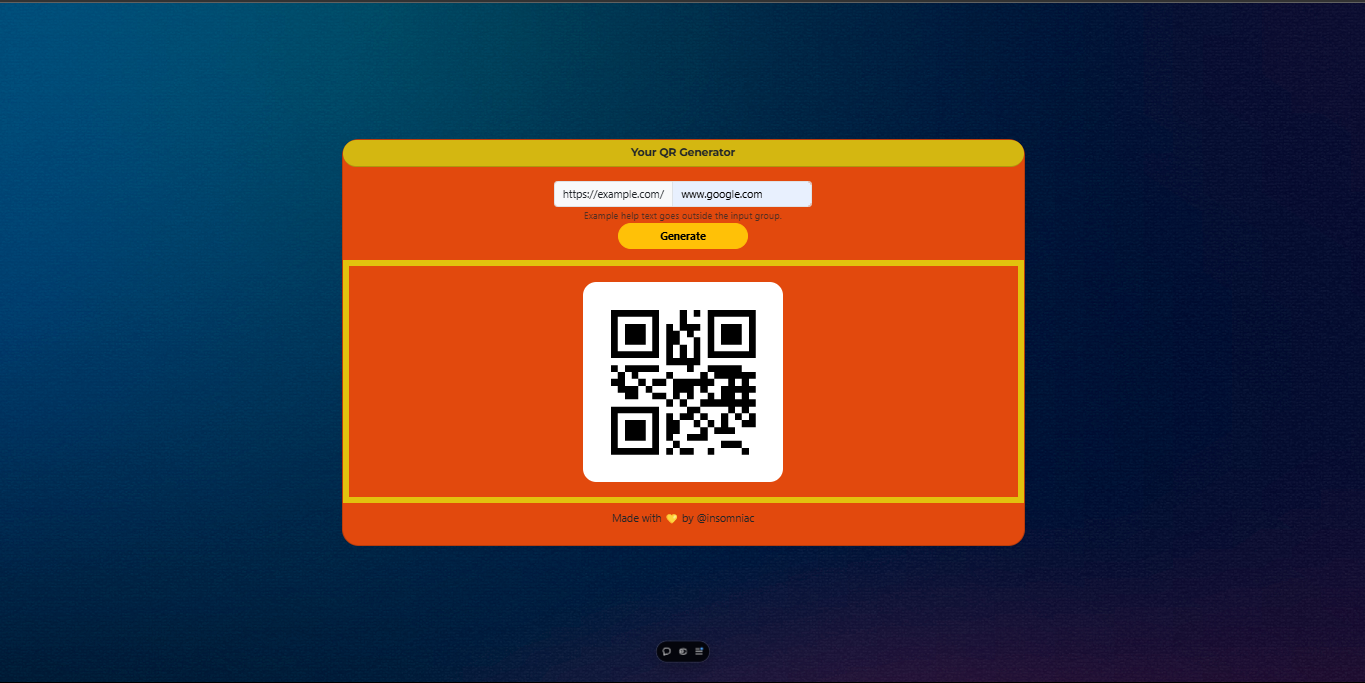 Your QR Generator
https://example.com/ www.google.com
Example help text goes outside the input group.
Generate
Made with 💛 by @insomniac